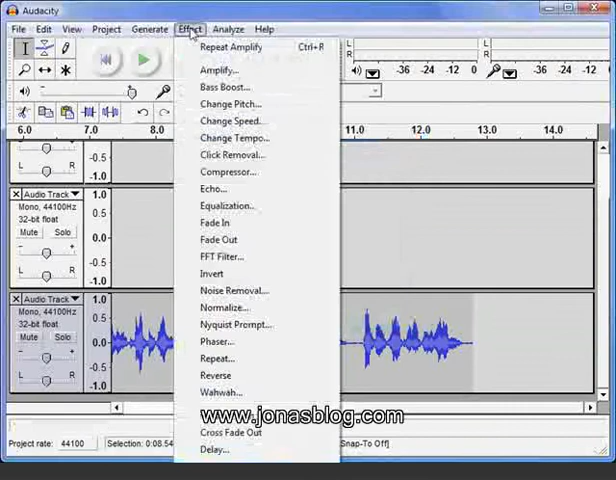 Audacity
File Edit View Project Generate Effect Analyze Help
Repeat Amplify Ctrl+R
L
R
-36 -24 -12 0
L
R
-36 -24 -12 0
Amplify...
Bass Boost...
Change Pitch...
Change Speed...
Change Tempo...
Click Removal...
Compressor...
Echo...
Equalization...
Fade In
Fade Out
FFT Filter...
Invert
Noise Removal...
Normalize...
Nyquist Prompt...
Phaser...
Repeat...
Reverse
Wahwah...
www.jonasblog.com
Cross Fade Out
Delay...
6.0 7.0 8.0 11.0 12.0 13.0 14.0
L R
-0.5
-1.0
Audio Track
Mono, 44100Hz
32-bit float
Mute Solo
- +
L R
1.0
0.5
0.0
-0.5
-1.0
Audio Track
Mono, 44100Hz
32-bit float
Mute Solo
- +
L R
1.0
0.5
0.0
-0.5
-1.0
Project rate: 44100 Selection: 0:08.54
Snap-To Off]